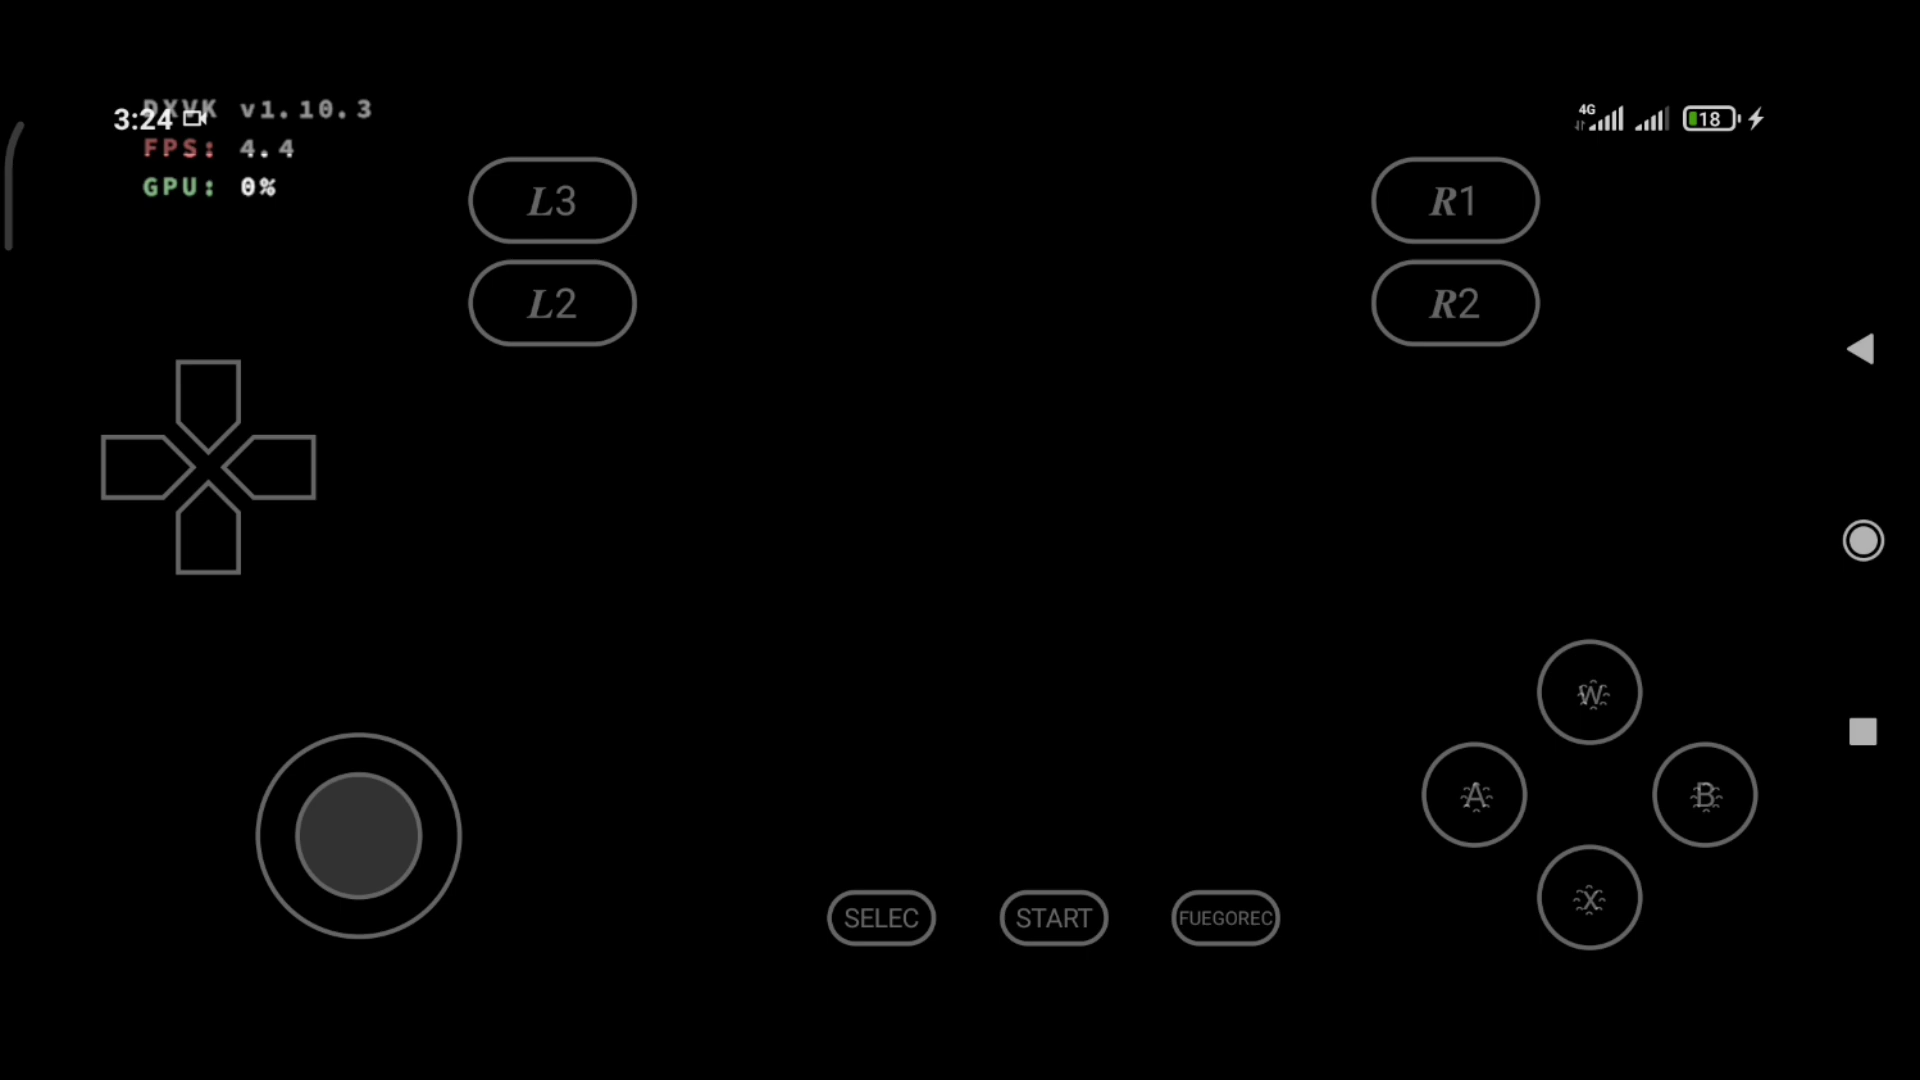 DXVK v1.10.3
3:24
4G
18
FPS: 4.4
GPU: 0%
L3
R1
L2
R2
W
A
B
X
SELEC
START
FUEGOREC